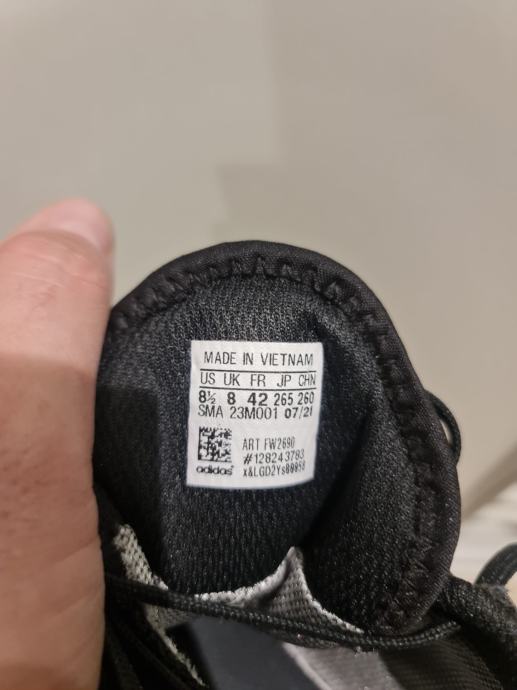 MADE IN VIETNAM
US UK FR JP CHN
8½ 8 42 265 260
SMA 23M001 07/21
ART FW2690
#128243783
adidas